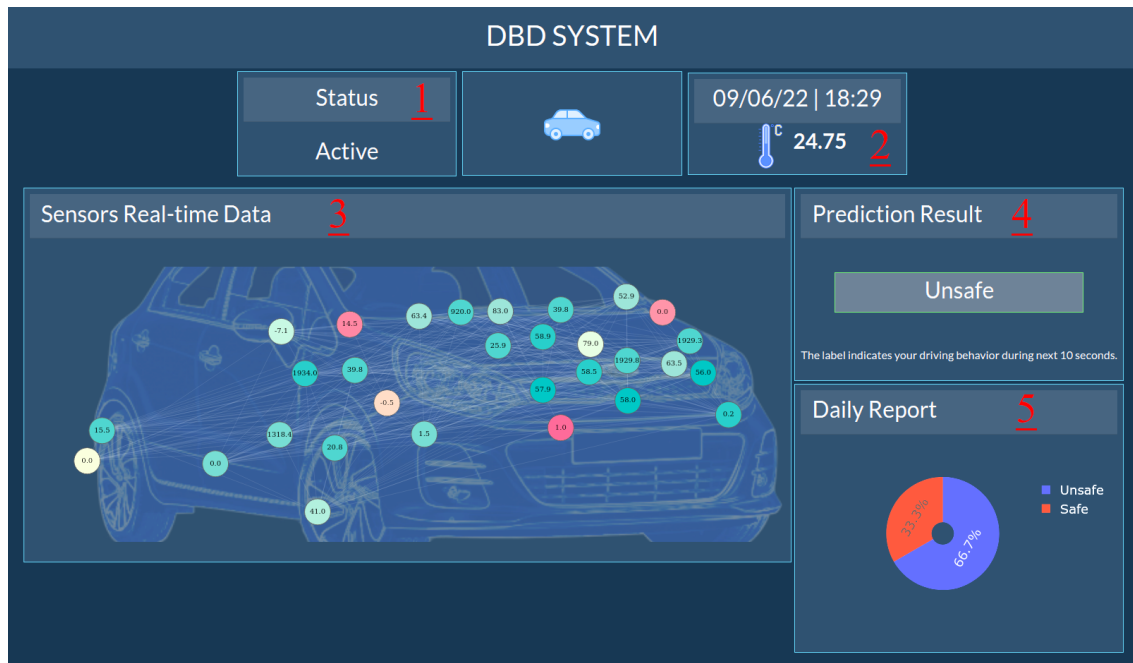 DBD SYSTEM
Status 1
Active
09/06/22 | 18:29
°C 24.75 2
Sensors Real-time Data 3
52.9
63.4 920.0 83.0 39.8 0.0
-7.1 14.5
25.9 58.9 79.0 1929.3
1934.0 39.8 58.5 1929.8 63.5 56.0
-0.5 57.9 58.0
15.5 1318.4 1.5 1.0 0.2
0.0 0.0 20.8
41.0
Prediction Result 4
Unsafe
The label indicates your driving behavior during next 10 seconds.
Daily Report 5
33.3%
66.7%
Unsafe
Safe